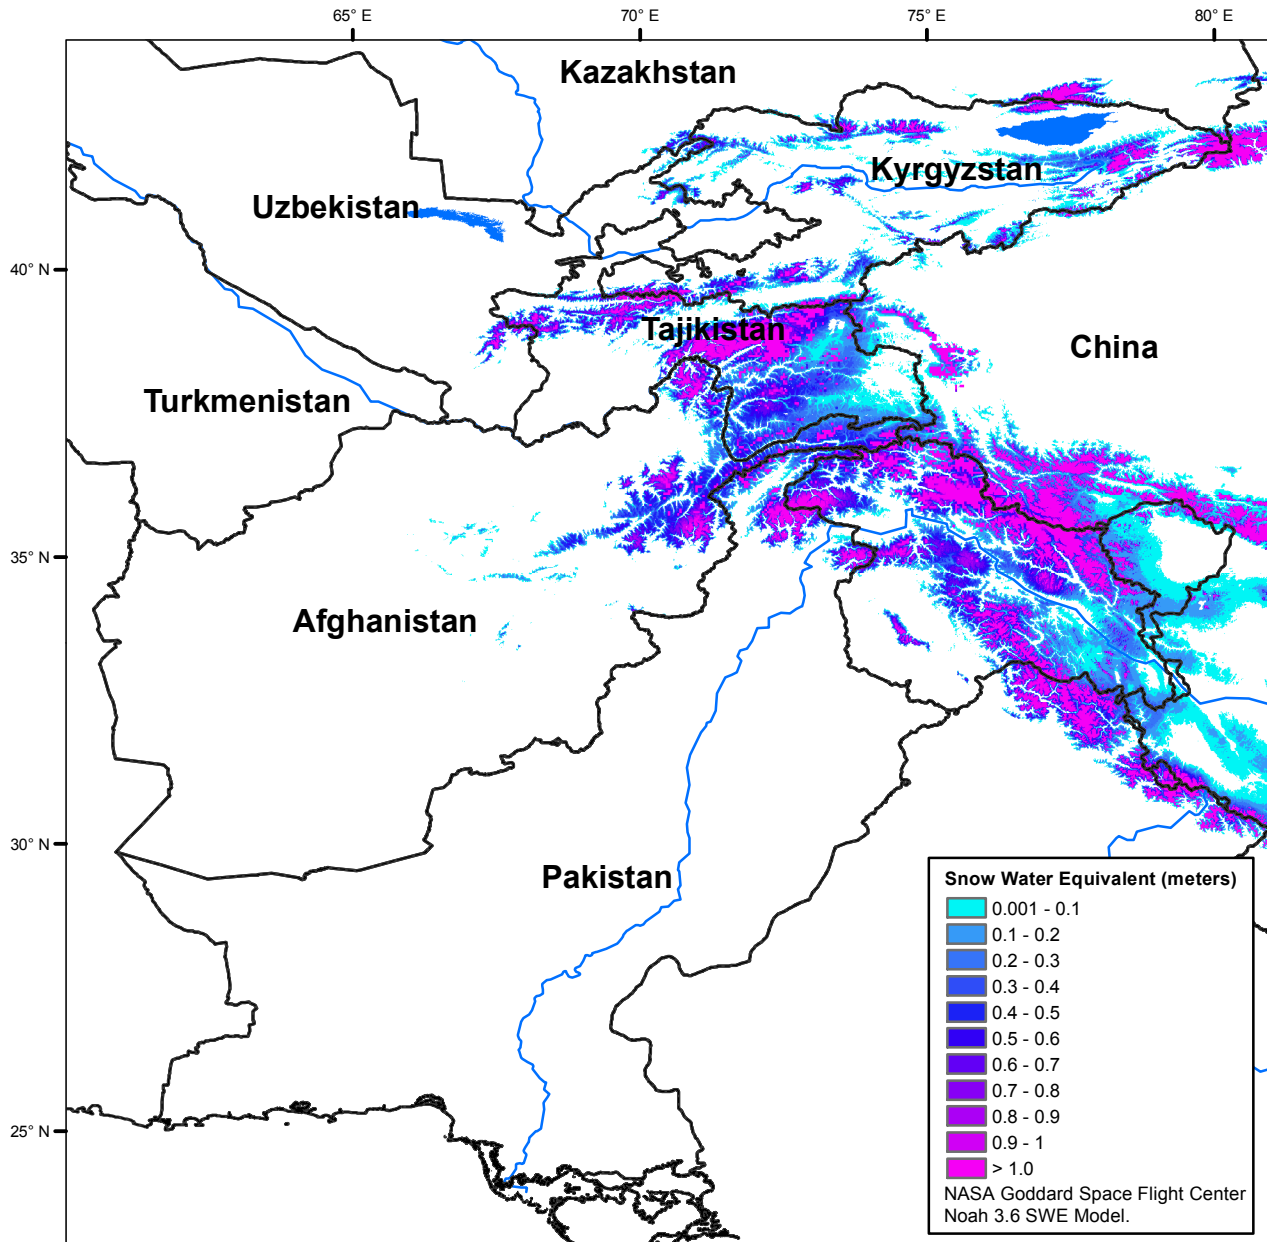 65° E
70° E
75° E
80° E
Kazakhstan
Kyrgyzstan
Uzbekistan
40° N
Tajikistan
China
Turkmenistan
35° N
Afghanistan
30° N
Pakistan
25° N
Snow Water Equivalent (meters)
0.001 - 0.1
0.1 - 0.2
0.2 - 0.3
0.3 - 0.4
0.4 - 0.5
0.5 - 0.6
0.6 - 0.7
0.7 - 0.8
0.8 - 0.9
0.9 - 1
> 1.0
NASA Goddard Space Flight Center
Noah 3.6 SWE Model.